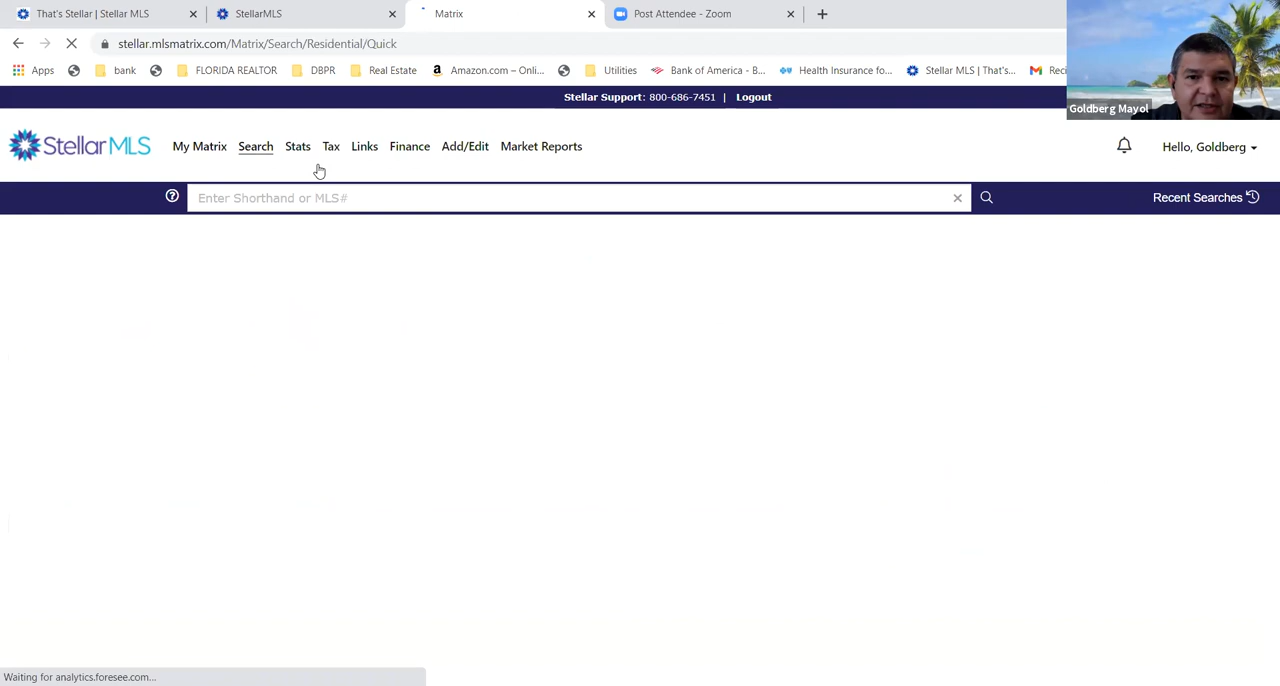 That's Stellar | Stellar MLS
StellarMLS
Matrix
Post Attendee - Zoom
stellar.mlsmatrix.com/Matrix/Search/Residential/Quick
Apps
bank
FLORIDA REALTOR
DBPR
Real Estate
Amazon.com – Onli...
Utilities
Bank of America - B...
Health Insurance fo...
Stellar MLS | That's...
Reci
Goldberg Mayol
Stellar Support: 800-686-7451 | Logout
StellarMLS
My Matrix
Search
Stats
Tax
Links
Finance
Add/Edit
Market Reports
Hello, Goldberg
Enter Shorthand or MLS#
Recent Searches
Waiting for analytics.foresee.com...